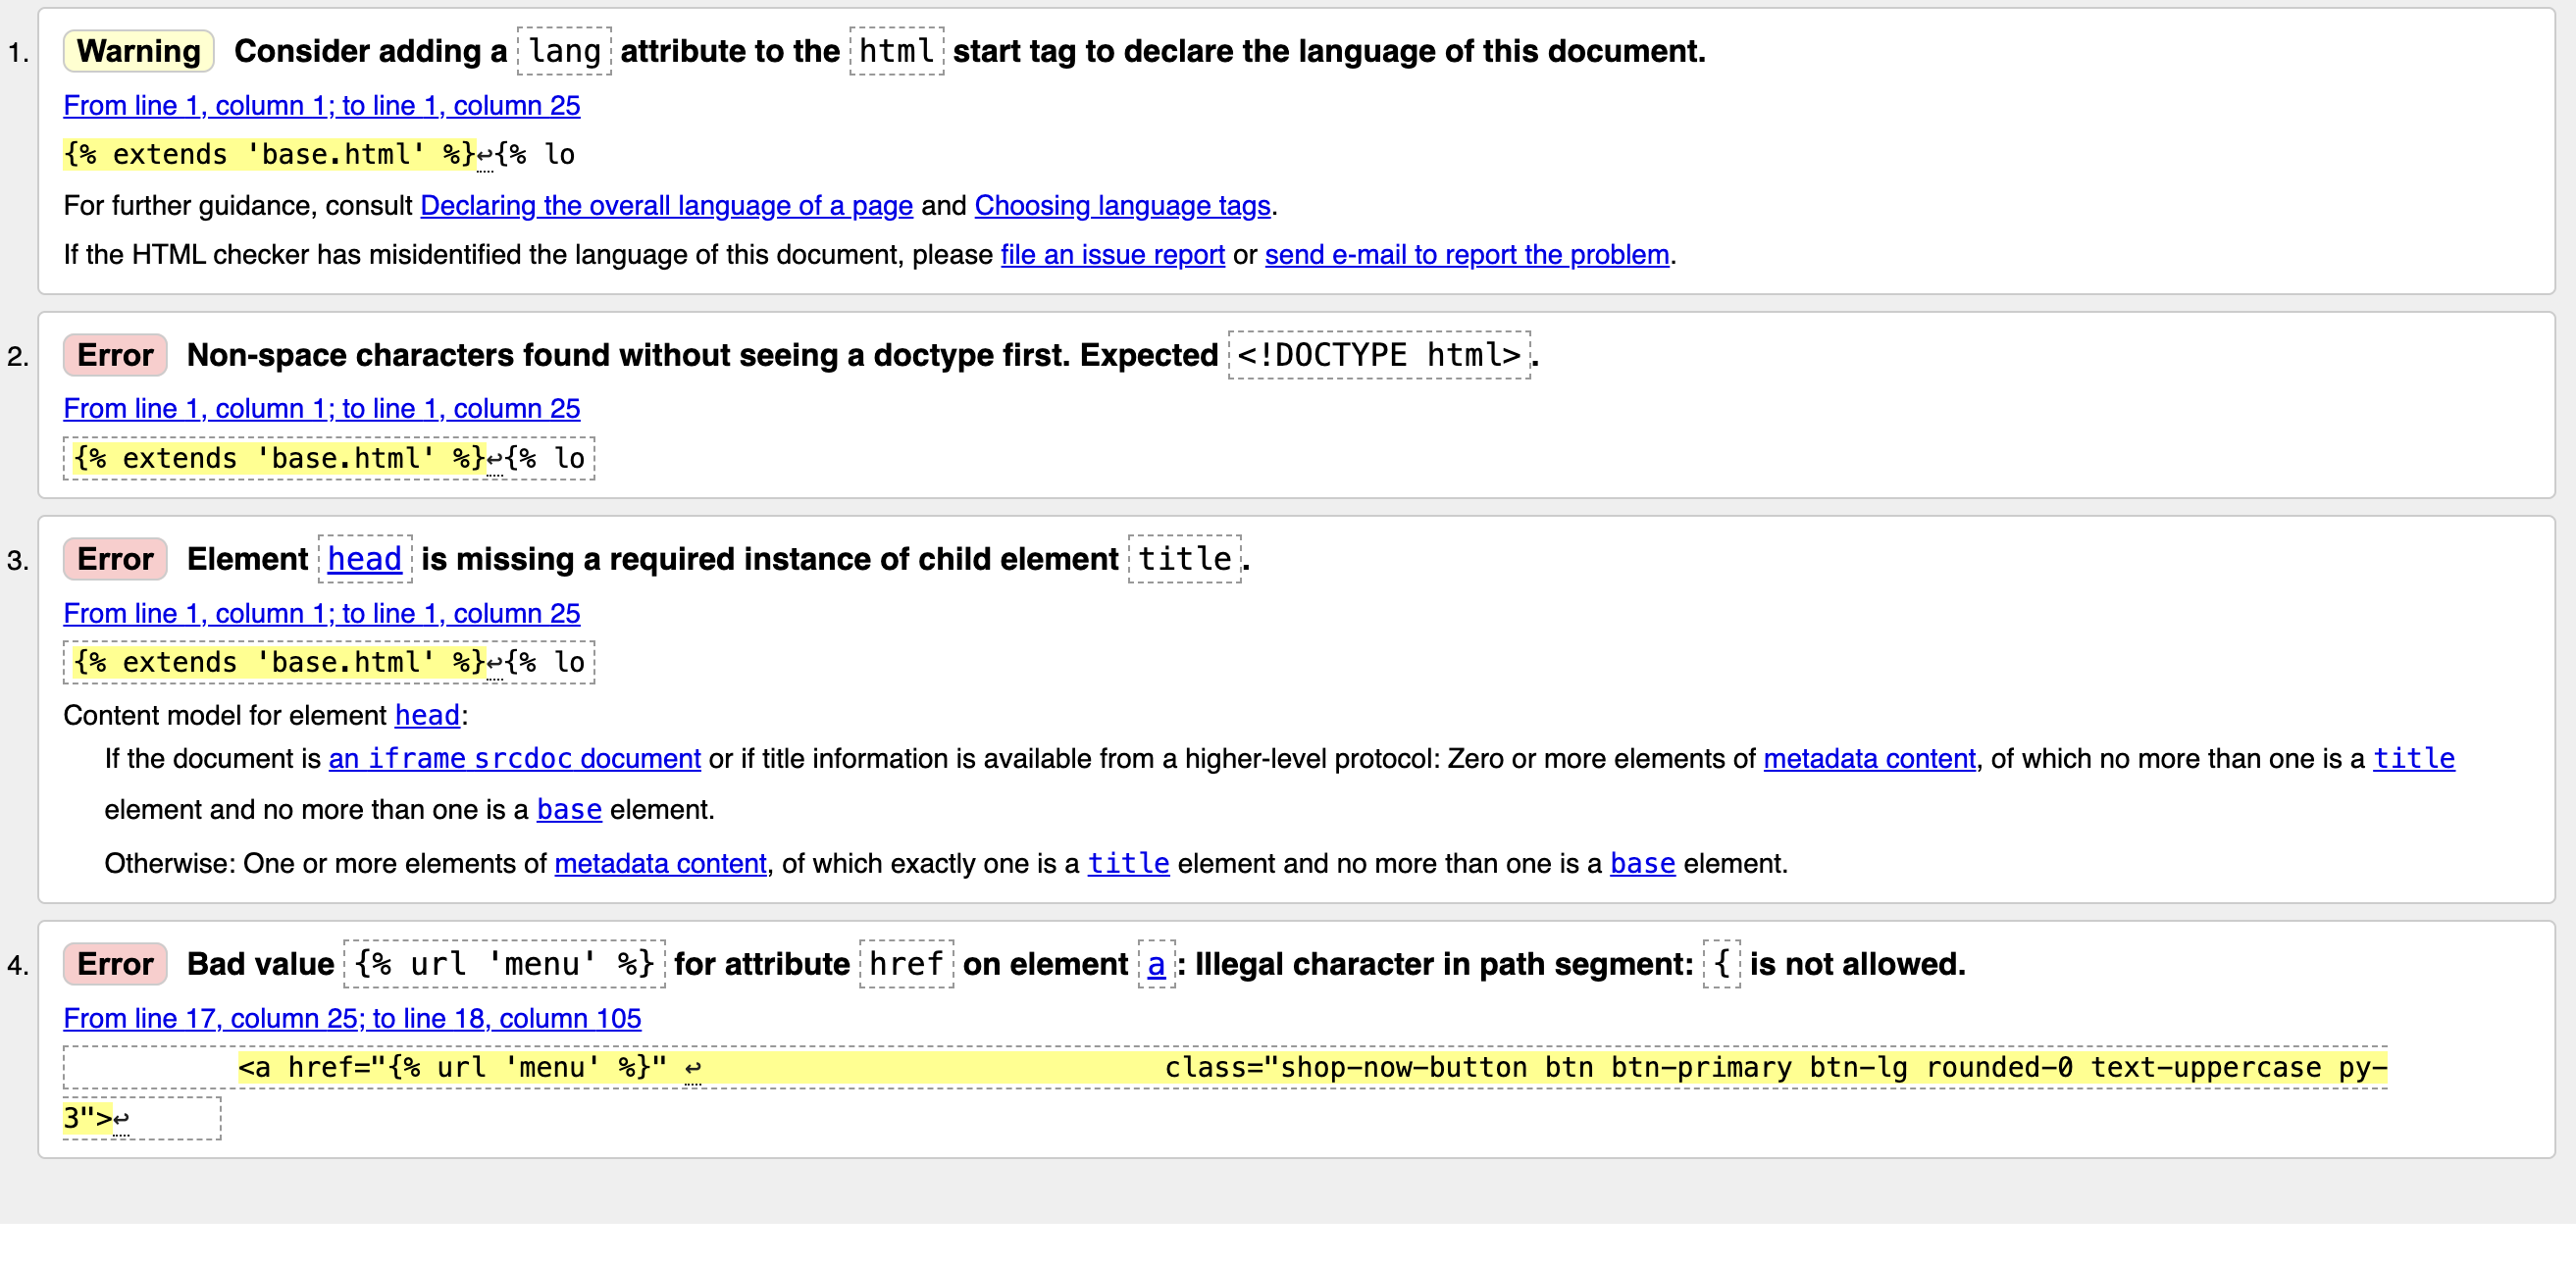 1. Warning Consider adding a lang attribute to the html start tag to declare the language of this document.
From line 1, column 1; to line 1, column 25
{% extends 'base.html' %}↩{% lo
For further guidance, consult Declaring the overall language of a page and Choosing language tags.
If the HTML checker has misidentified the language of this document, please file an issue report or send e-mail to report the problem.
2. Error Non-space characters found without seeing a doctype first. Expected <!DOCTYPE html>.
From line 1, column 1; to line 1, column 25
{% extends 'base.html' %}↩{% lo
3. Error Element head is missing a required instance of child element title.
From line 1, column 1; to line 1, column 25
{% extends 'base.html' %}↩{% lo
Content model for element head:
If the document is an iframe srcdoc document or if title information is available from a higher-level protocol: Zero or more elements of metadata content, of which no more than one is a title
element and no more than one is a base element.
Otherwise: One or more elements of metadata content, of which exactly one is a title element and no more than one is a base element.
4. Error Bad value {% url 'menu' %} for attribute href on element a: Illegal character in path segment: { is not allowed.
From line 17, column 25; to line 18, column 105
<a href="{% url 'menu' %}" ↩ class="shop-now-button btn btn-primary btn-lg rounded-0 text-uppercase py-
3">↩